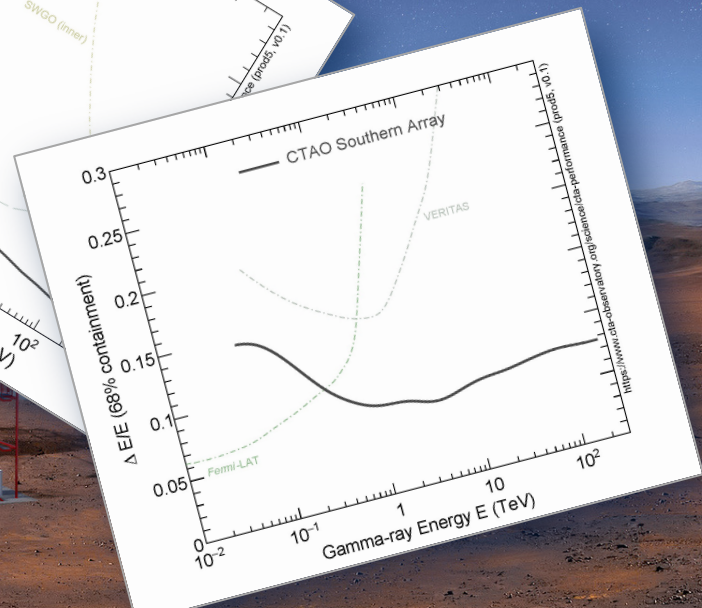 SWGO (inner)
nce (prod5, v0.1)
10²
V)
CTAO Southern Array
VERITAS
Fermi-LAT
0.3
0.25
0.2
0.15
0.1
0.05
0
Δ E/E (68% containment)
10⁻²
10⁻¹
1
10
10²
Gamma-ray Energy E (TeV)
https://www.cta-observatory.org/science/cta-performance (prod5, v0.1)